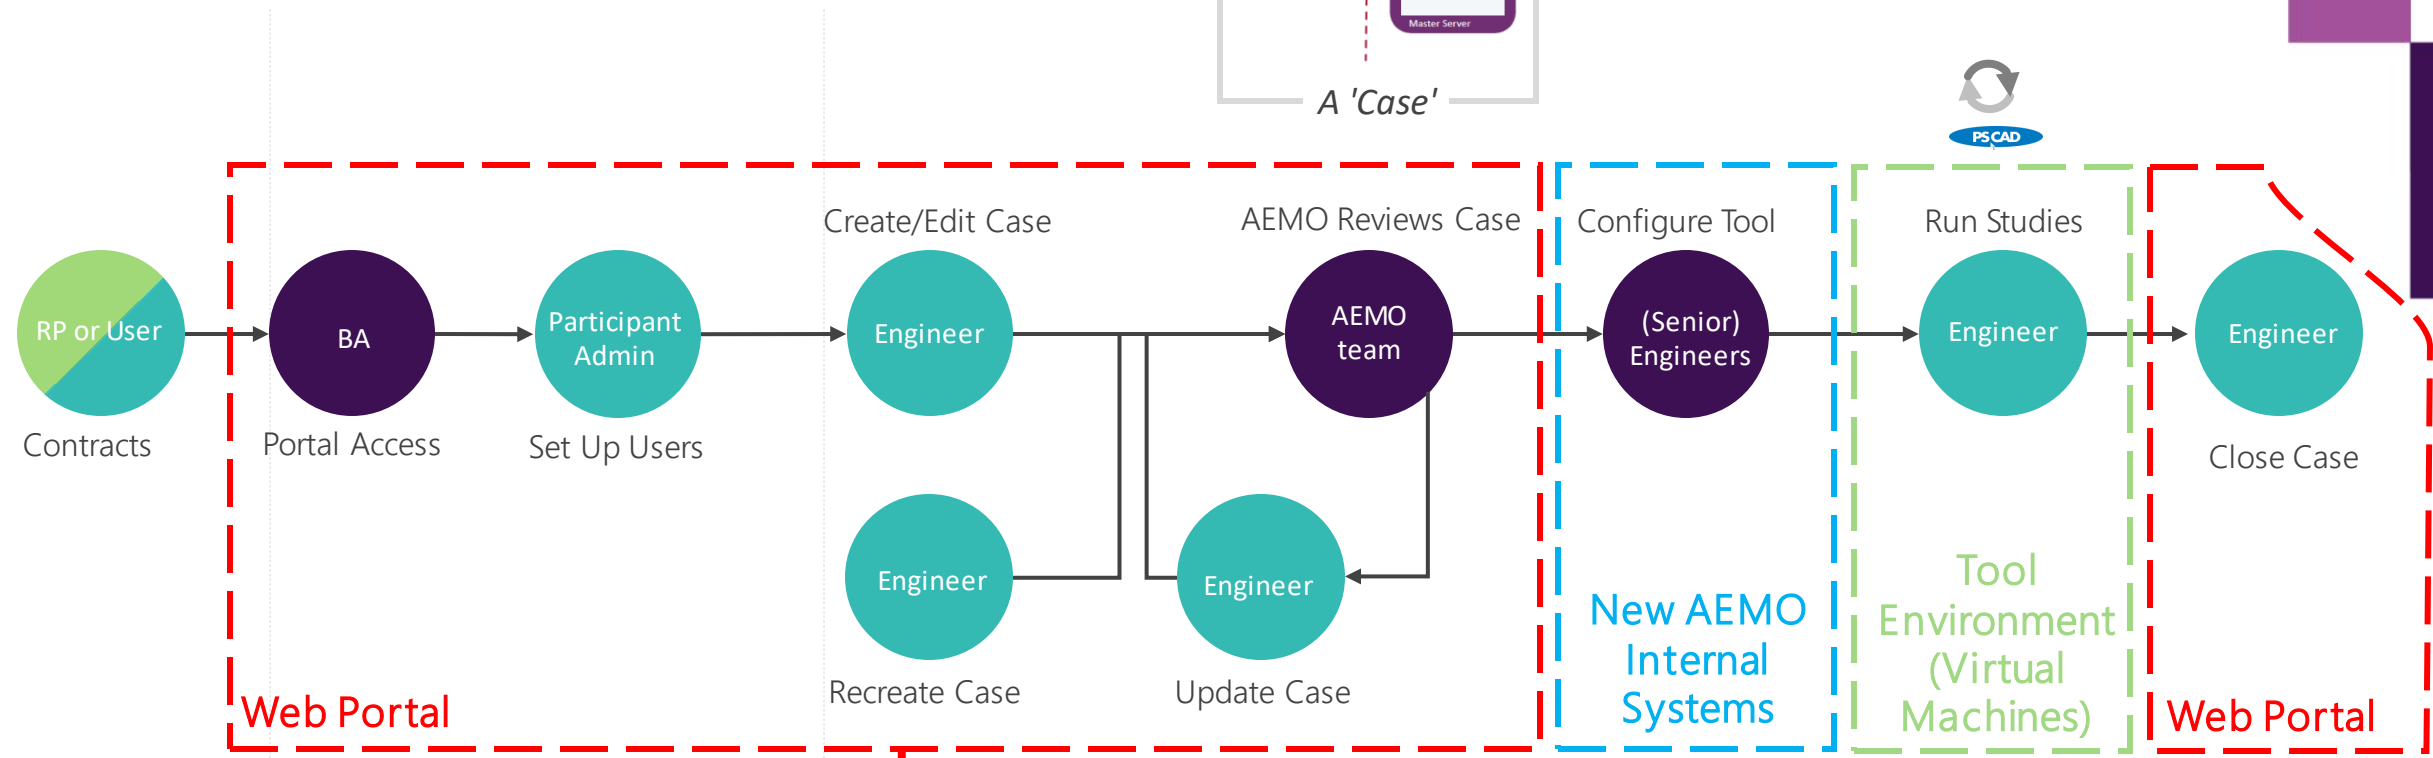 Master Server
A 'Case'
PSCAD
Create/Edit Case
AEMO Reviews Case
Configure Tool
Run Studies
RP or User
BA
Participant
Admin
Engineer
AEMO
team
(Senior)
Engineers
Engineer
Engineer
Contracts
Portal Access
Set Up Users
Close Case
Engineer
Engineer
Recreate Case
Update Case
Web Portal
New AEMO
Internal
Systems
Tool
Environment
(Virtual
Machines)
Web Portal